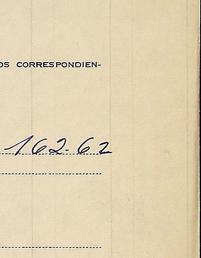 OS CORRESPONDIEN-
162-62